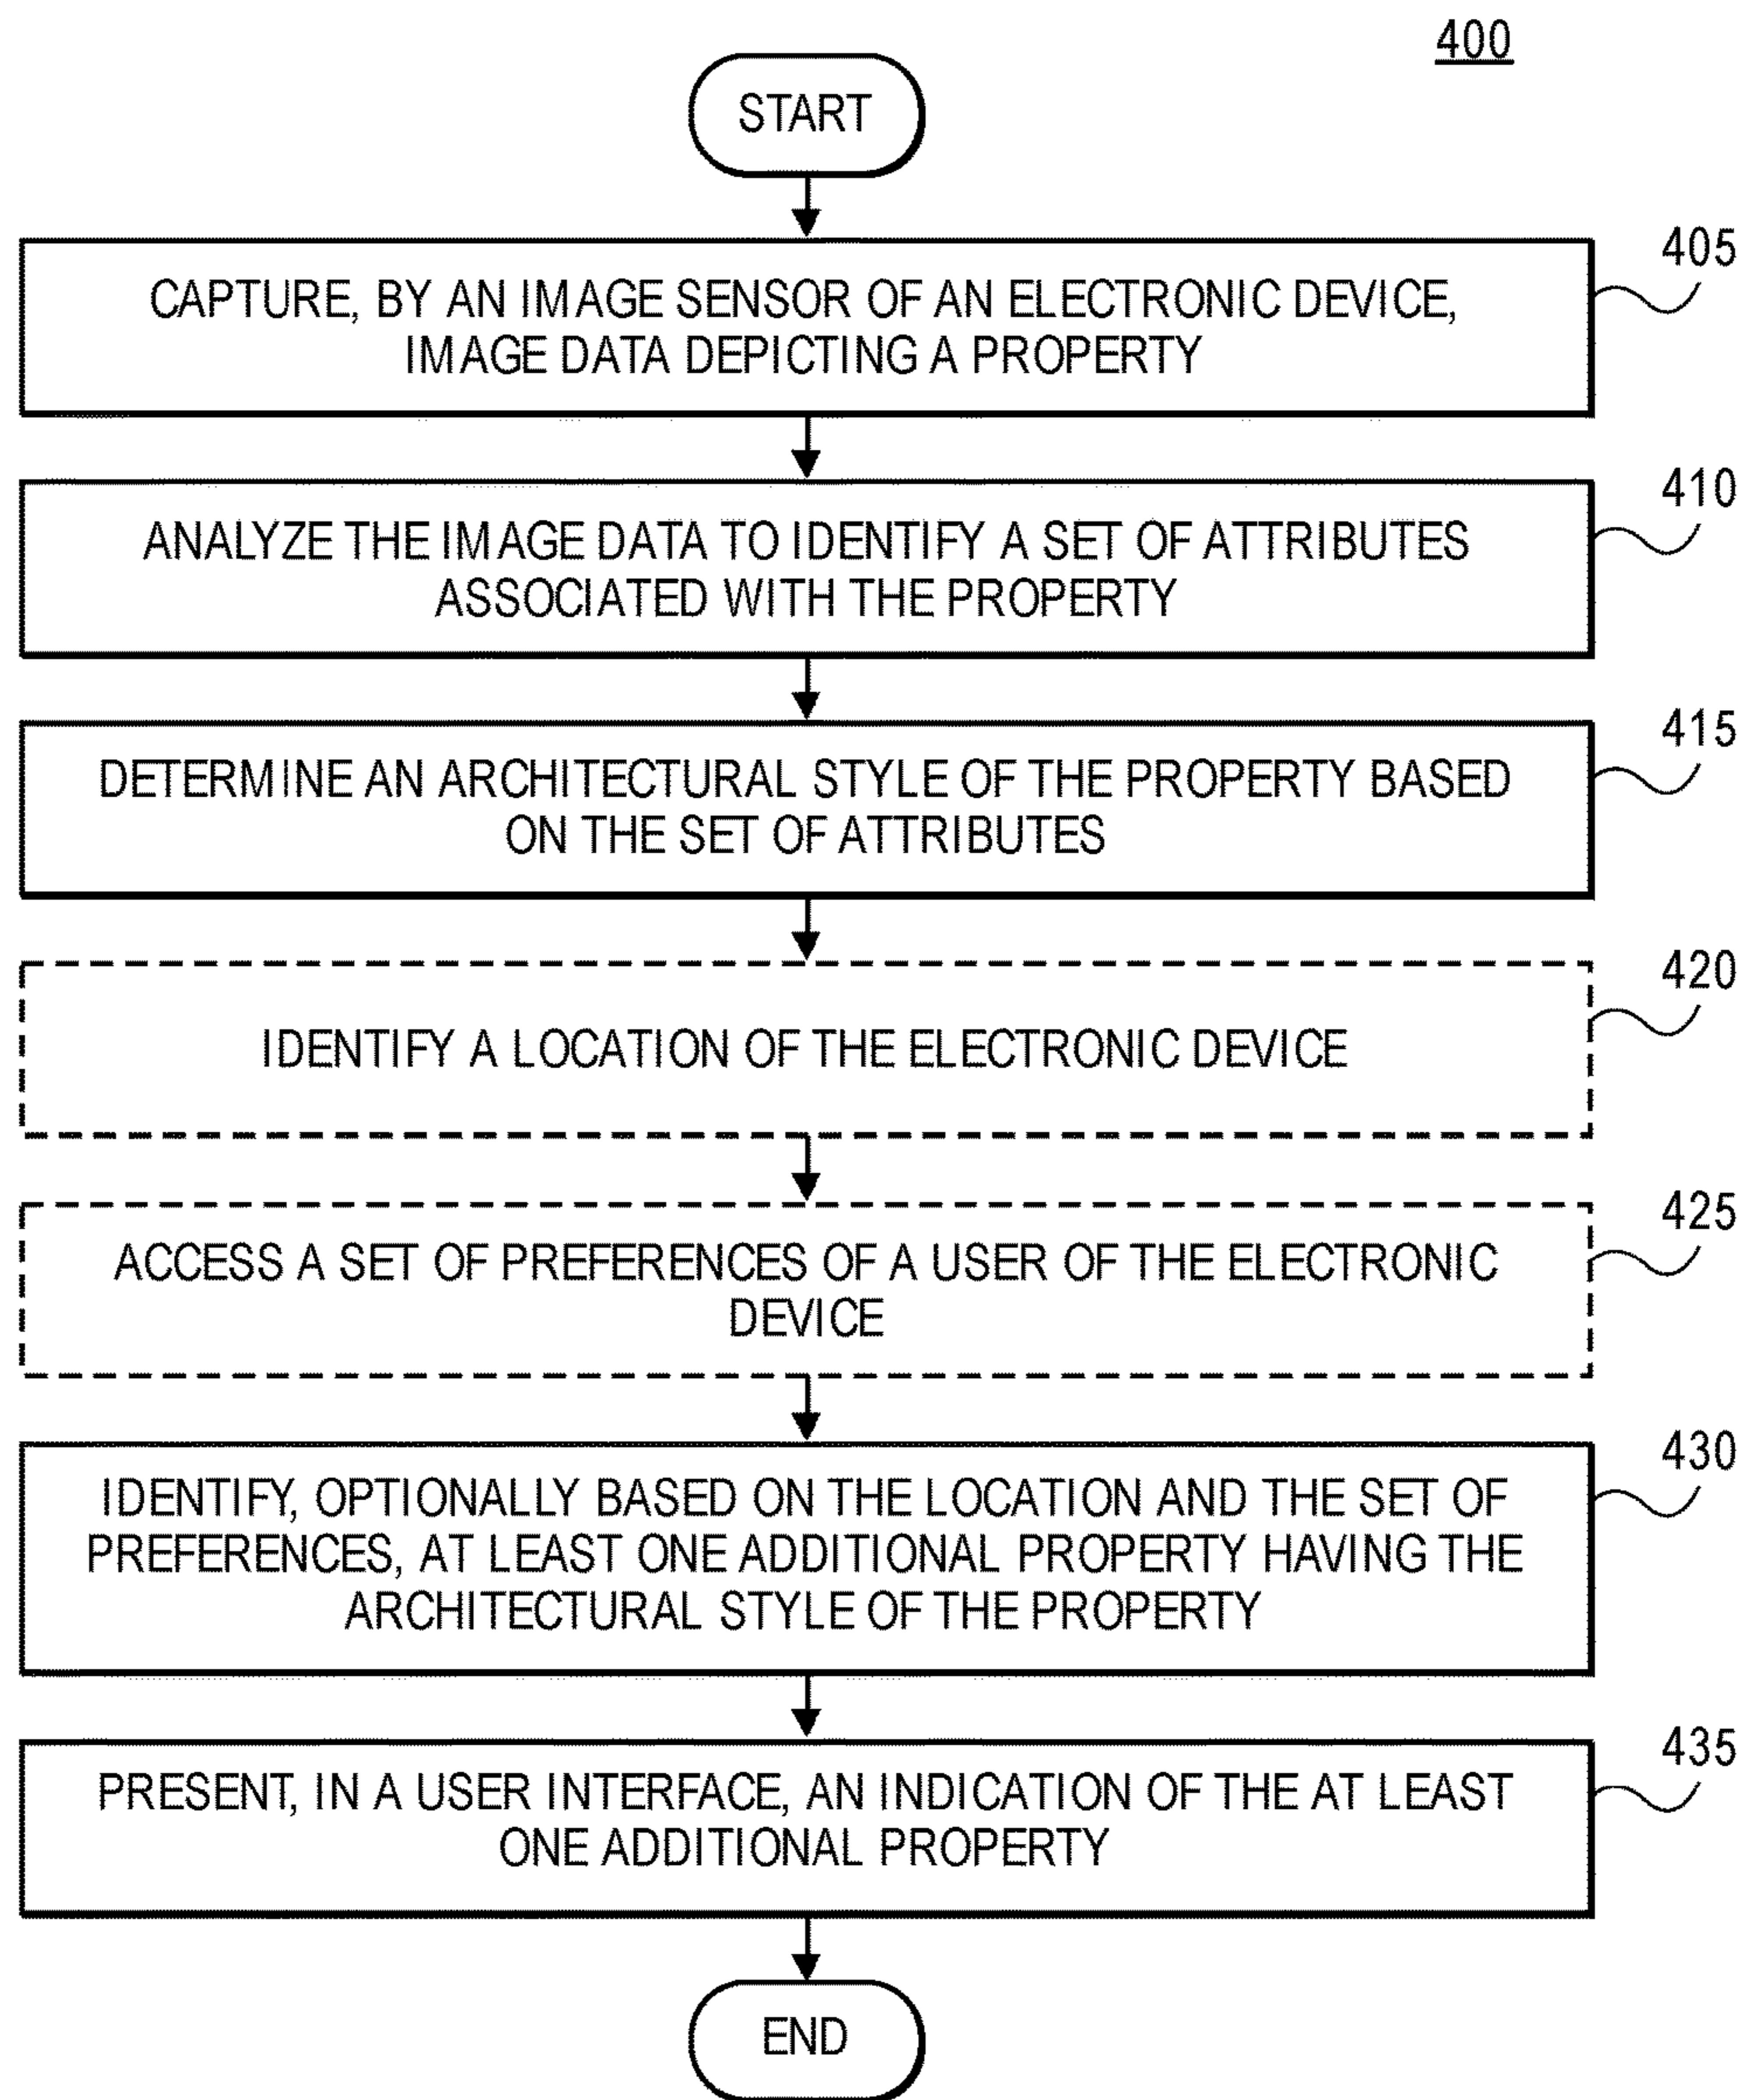 400
START
405
CAPTURE, BY AN IMAGE SENSOR OF AN ELECTRONIC DEVICE,
IMAGE DATA DEPICTING A PROPERTY
410
ANALYZE THE IMAGE DATA TO IDENTIFY A SET OF ATTRIBUTES
ASSOCIATED WITH THE PROPERTY
415
DETERMINE AN ARCHITECTURAL STYLE OF THE PROPERTY BASED
ON THE SET OF ATTRIBUTES
420
IDENTIFY A LOCATION OF THE ELECTRONIC DEVICE
425
ACCESS A SET OF PREFERENCES OF A USER OF THE ELECTRONIC
DEVICE
430
IDENTIFY, OPTIONALLY BASED ON THE LOCATION AND THE SET OF
PREFERENCES, AT LEAST ONE ADDITIONAL PROPERTY HAVING THE
ARCHITECTURAL STYLE OF THE PROPERTY
435
PRESENT, IN A USER INTERFACE, AN INDICATION OF THE AT LEAST
ONE ADDITIONAL PROPERTY
END